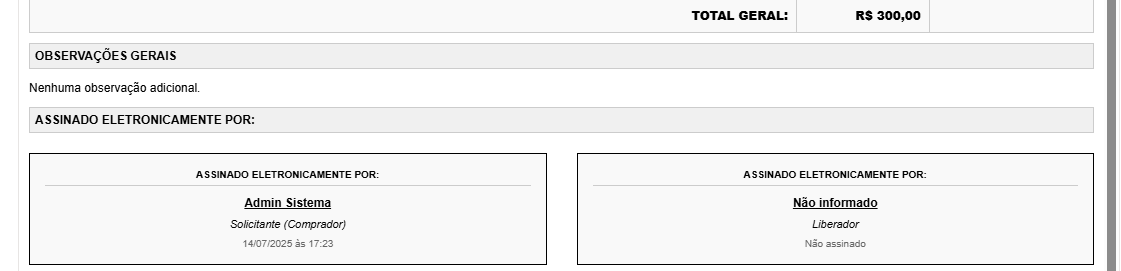 TOTAL GERAL: R$ 300,00
OBSERVAÇÕES GERAIS
Nenhuma observação adicional.
ASSINADO ELETRONICAMENTE POR:
ASSINADO ELETRONICAMENTE POR:
Admin Sistema
Solicitante (Comprador)
14/07/2025 às 17:23
ASSINADO ELETRONICAMENTE POR:
Não informado
Liberador
Não assinado